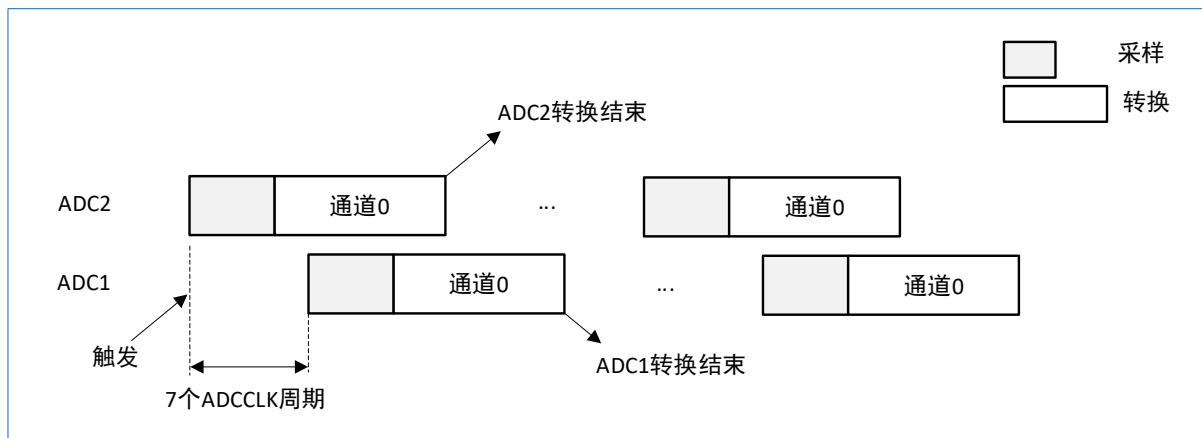 采样
转换
ADC2转换结束
ADC2
通道0
...
通道0
ADC1
通道0
...
通道0
触发
7个ADCCLK周期
ADC1转换结束